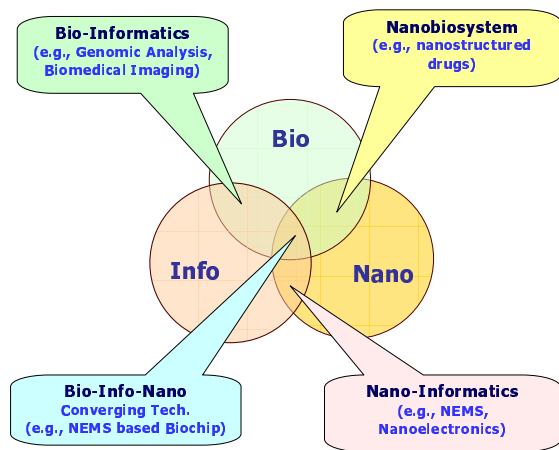 Bio-Informatics
(e.g., Genomic Analysis,
Biomedical Imaging)
Nanobiosystem
(e.g., nanostructured
drugs)
Bio
Info
Nano
Bio-Info-Nano
Converging Tech.
(e.g., NEMS based Biochip)
Nano-Informatics
(e.g., NEMS,
Nanoelectronics)